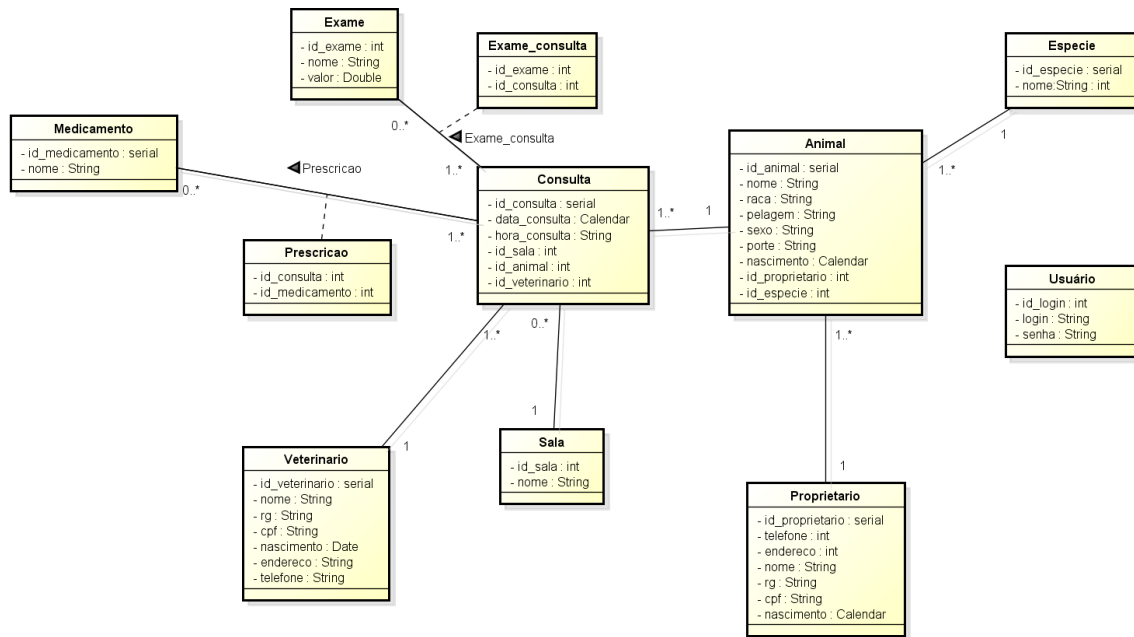 Exame
- id_exame : int
- nome : String
- valor : Double
Exame_consulta
- id_exame : int
- id_consulta : int
Especie
- id_especie : serial
- nome:String : int
Medicamento
- id_medicamento : serial
- nome : String
0..*
Exame_consulta
1..*
Prescricao
0..*
1..*
Prescricao
- id_consulta : int
- id_medicamento : int
Consulta
- id_consulta : serial
- data_consulta : Calendar
- hora_consulta : String
- id_sala : int
- id_animal : int
- id_veterinario : int
1..*
1
Animal
- id_animal : serial
- nome : String
- raca : String
- pelagem : String
- sexo : String
- porte : String
- nascimento : Calendar
- id_proprietario : int
- id_especie : int
1
1..*
Usuário
- id_login : int
- login : String
- senha : String
1..*
0..*
1..*
1
1
1
Veterinario
- id_veterinario : serial
- nome : String
- rg : String
- cpf : String
- nascimento : Date
- endereco : String
- telefone : String
Sala
- id_sala : int
- nome : String
Proprietario
- id_proprietario : serial
- telefone : int
- endereco : int
- nome : String
- rg : String
- cpf : String
- nascimento : Calendar